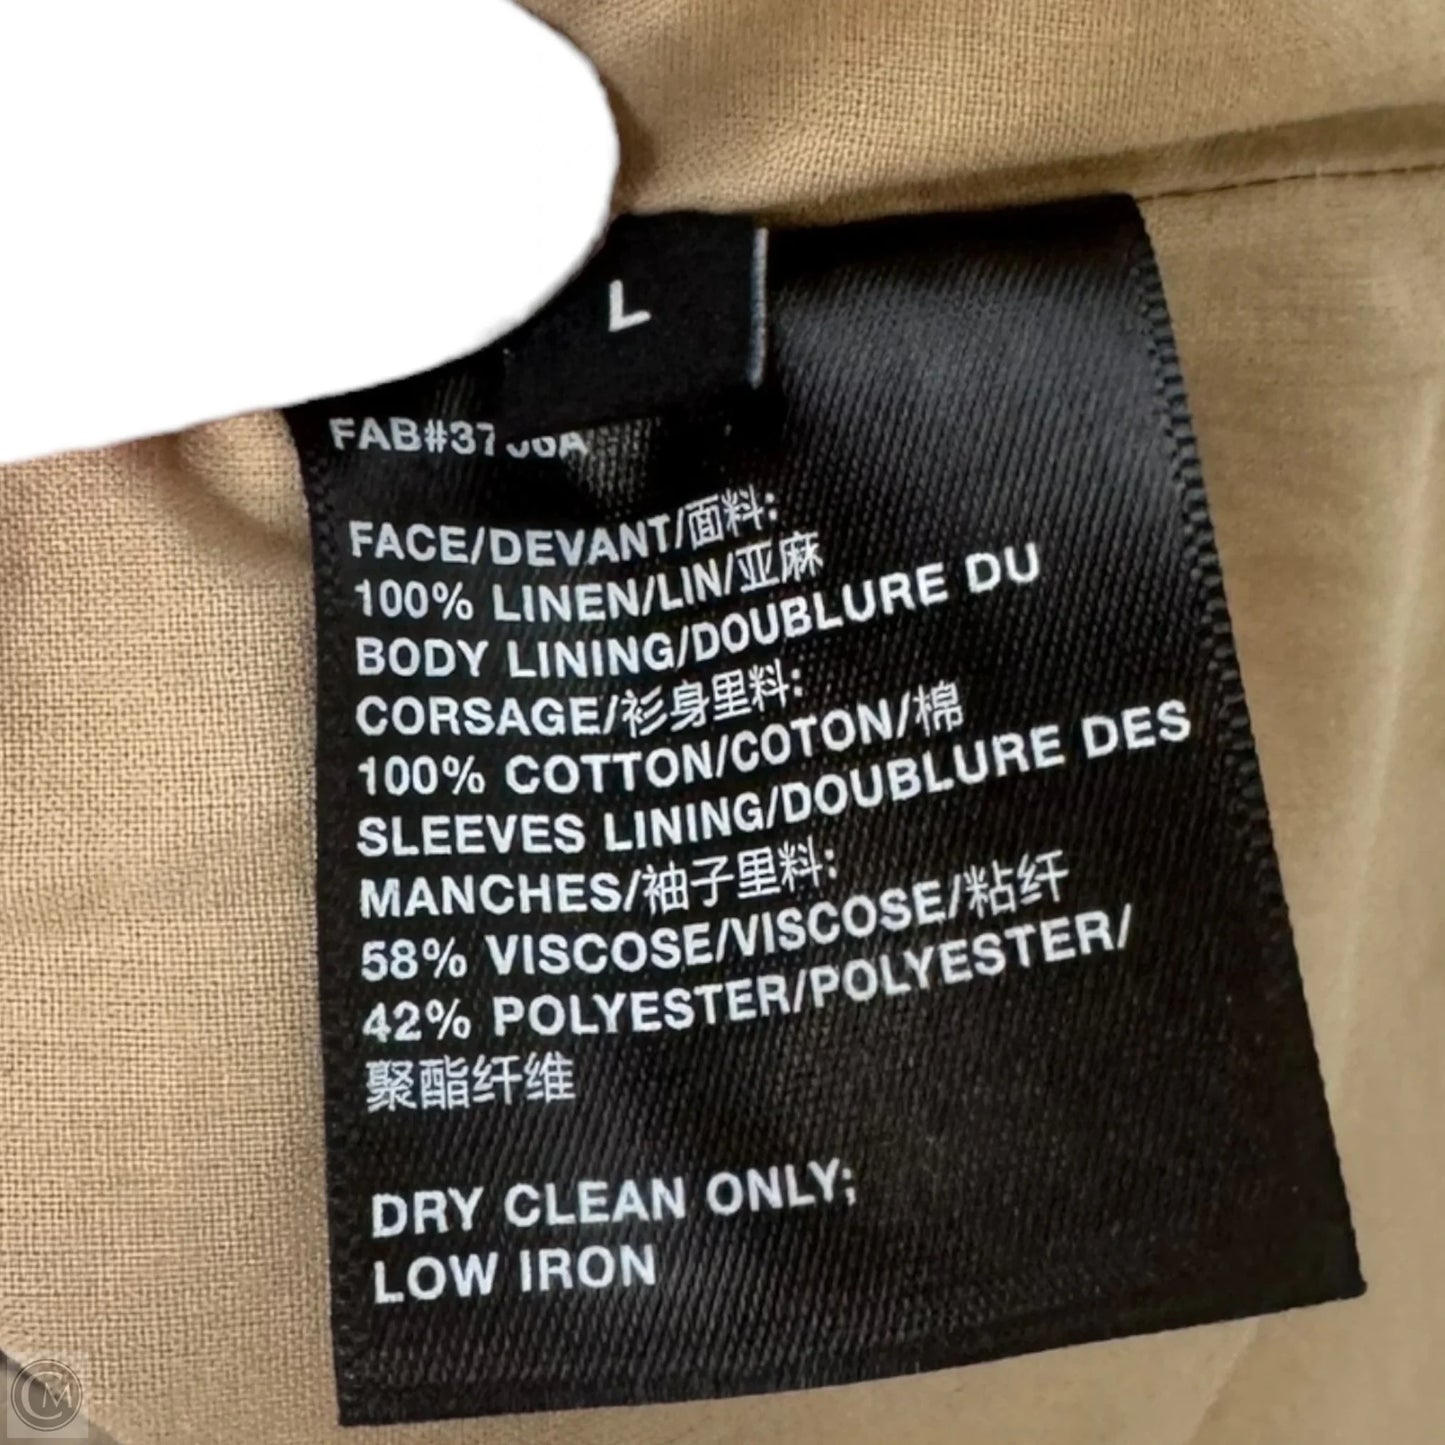 L
FACE/DEVANT/面料:
100% LINEN/LIN/亚麻
BODY LINING/DOUBLURE DU
CORSAGE/衫身里料:
100% COTTON/COTON/棉
SLEEVES LINING/DOUBLURE DES
MANCHES/袖子里料:
58% VISCOSE/VISCOSE/粘纤
42% POLYESTER/POLYESTER/
聚酯纤维
DRY CLEAN ONLY;
LOW IRON
CM